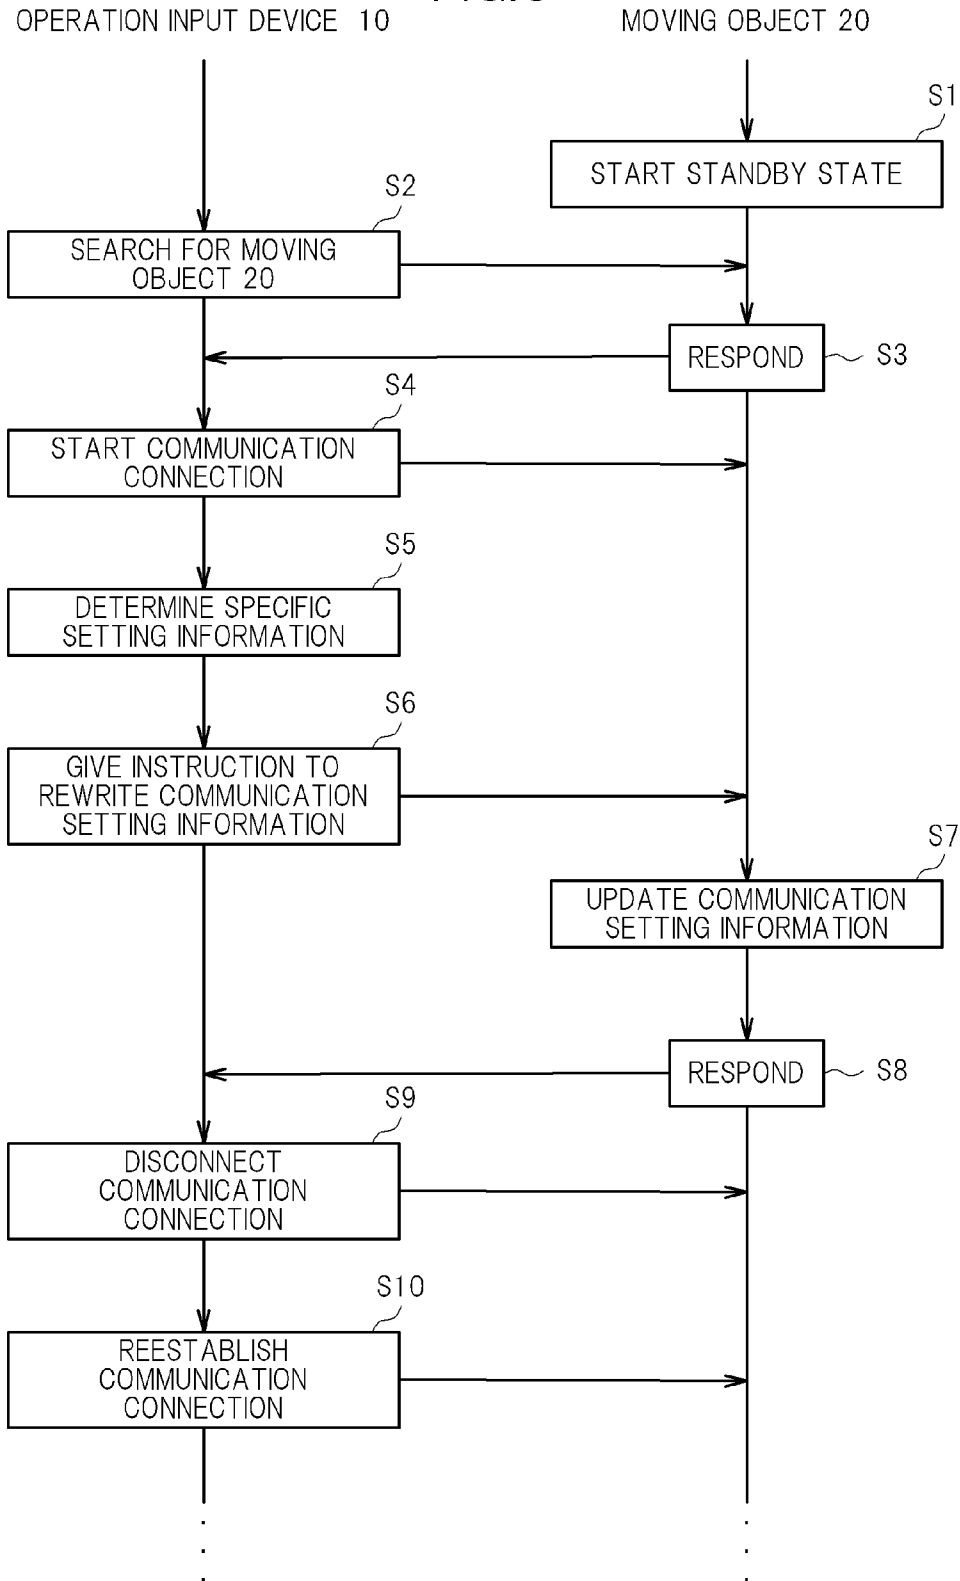 OPERATION INPUT DEVICE 10
MOVING OBJECT 20
S1
START STANDBY STATE
S2
SEARCH FOR MOVING
OBJECT 20
RESPOND
S3
S4
START COMMUNICATION
CONNECTION
S5
DETERMINE SPECIFIC
SETTING INFORMATION
S6
GIVE INSTRUCTION TO
REWRITE COMMUNICATION
SETTING INFORMATION
S7
UPDATE COMMUNICATION
SETTING INFORMATION
RESPOND
S8
S9
DISCONNECT
COMMUNICATION
CONNECTION
S10
REESTABLISH
COMMUNICATION
CONNECTION